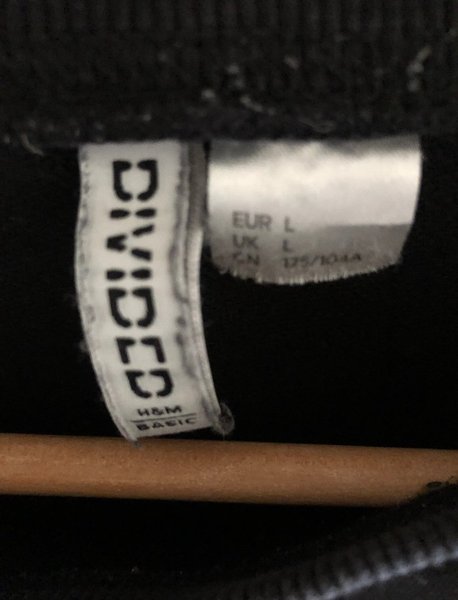 DIVIDED
H&M
BASIC
EUR L
UK L
CN 175/104A